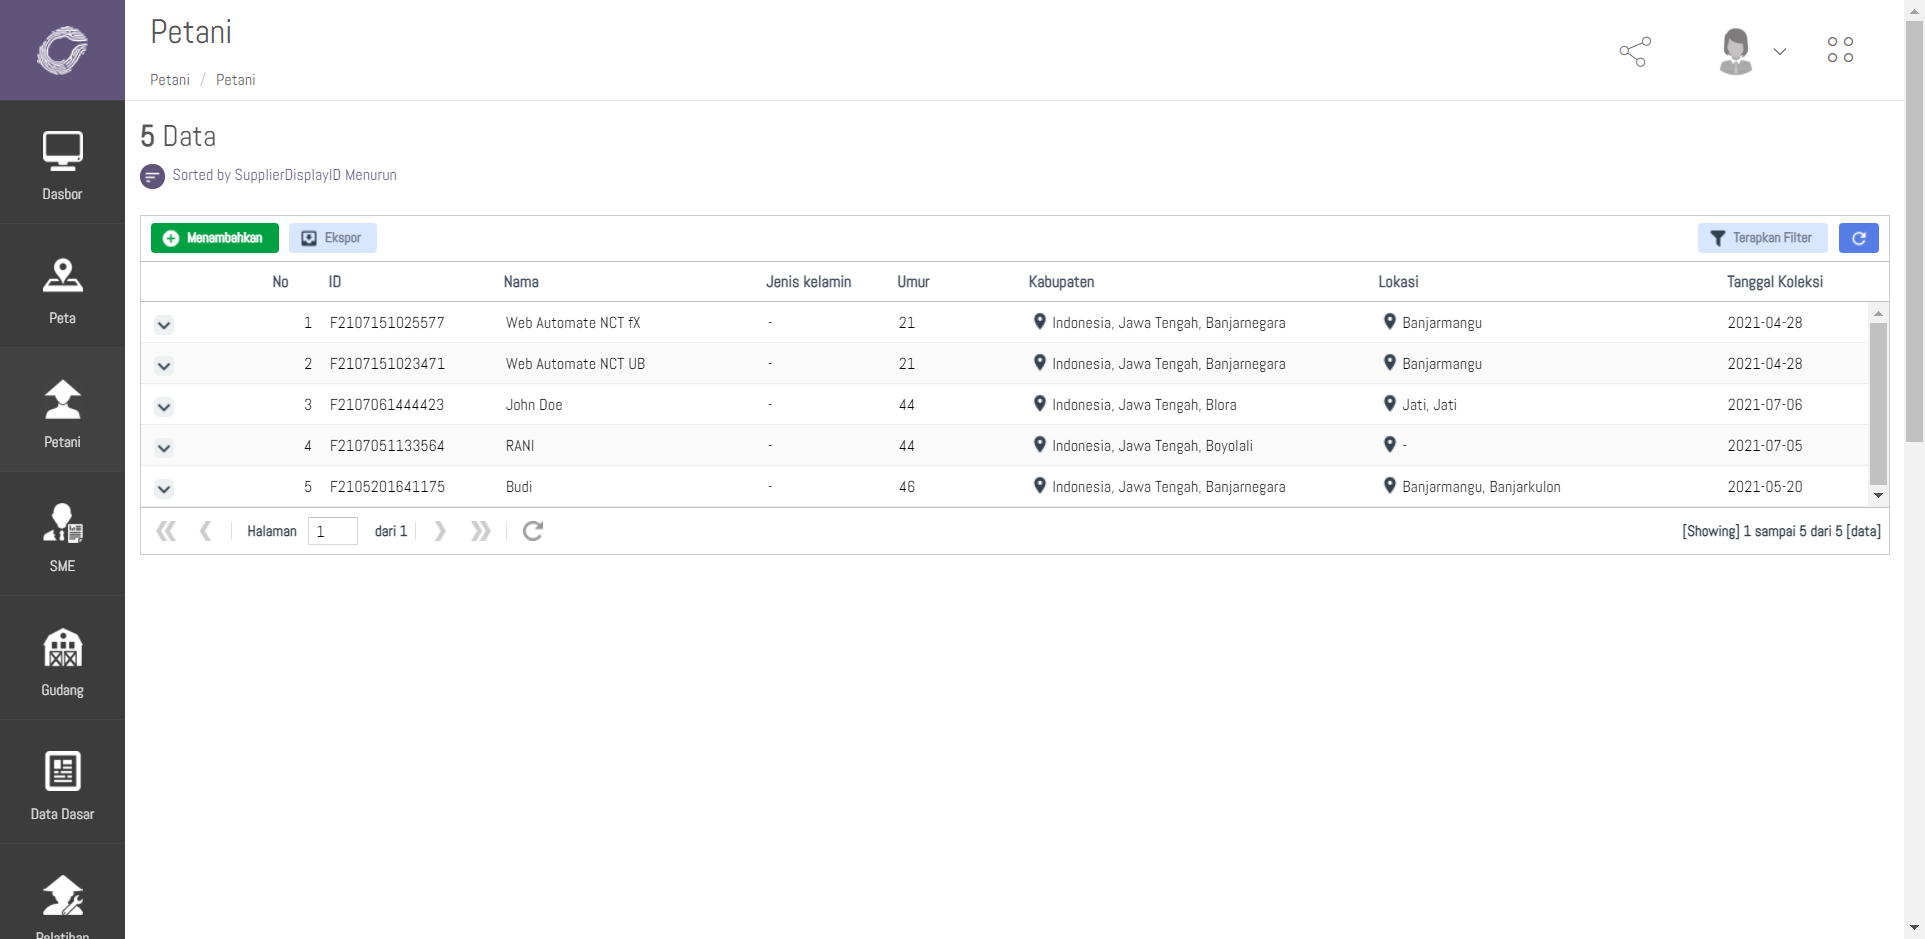 Petani
Petani / Petani
Dasbor
Peta
Petani
SME
Gudang
Data Dasar
Pelatihan
5 Data
Sorted by SupplierDisplayID Menurun
Menambahkan Ekspor Terapkan Filter
No ID Nama Jenis kelamin Umur Kabupaten Lokasi Tanggal Koleksi
1 F2107151025577 Web Automate NCT fX - 21 Indonesia, Jawa Tengah, Banjarnegara Banjarmangu 2021-04-28
2 F2107151023471 Web Automate NCT UB - 21 Indonesia, Jawa Tengah, Banjarnegara Banjarmangu 2021-04-28
3 F2107061444423 John Doe - 44 Indonesia, Jawa Tengah, Blora Jati, Jati 2021-07-06
4 F2107051133564 RANI - 44 Indonesia, Jawa Tengah, Boyolali - 2021-07-05
5 F2105201641175 Budi - 46 Indonesia, Jawa Tengah, Banjarnegara Banjarmangu, Banjarkulon 2021-05-20
Halaman 1 dari 1 [Showing] 1 sampai 5 dari 5 [data]